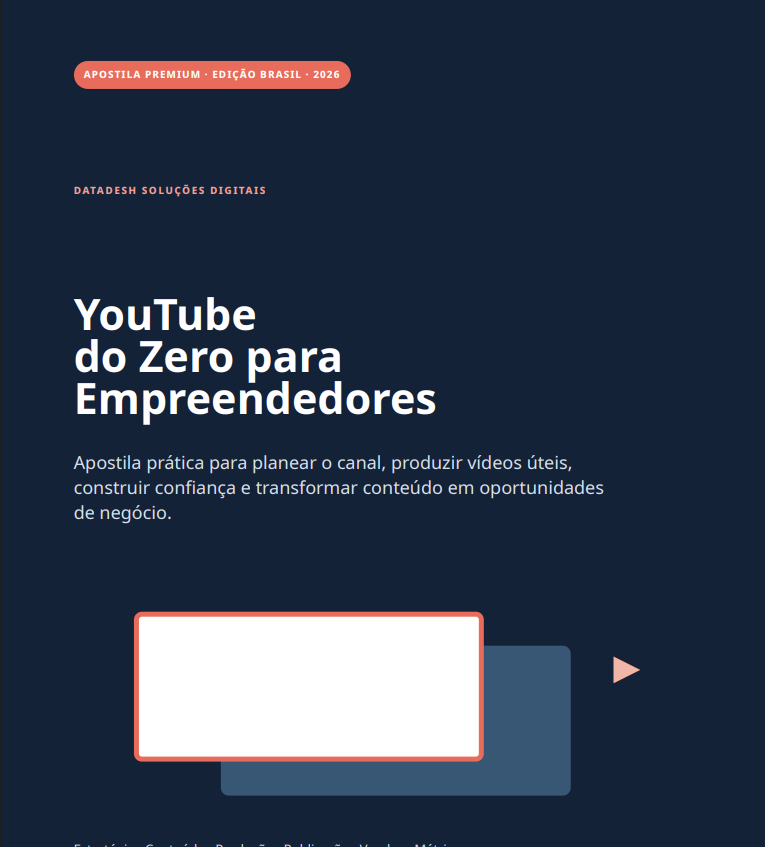 APOSTILA PREMIUM · EDIÇÃO BRASIL · 2026
DATADESH SOLUÇÕES DIGITAIS
YouTube
do Zero para
Empreendedores
Apostila prática para planear o canal, produzir vídeos úteis,
construir confiança e transformar conteúdo em oportunidades
de negócio.